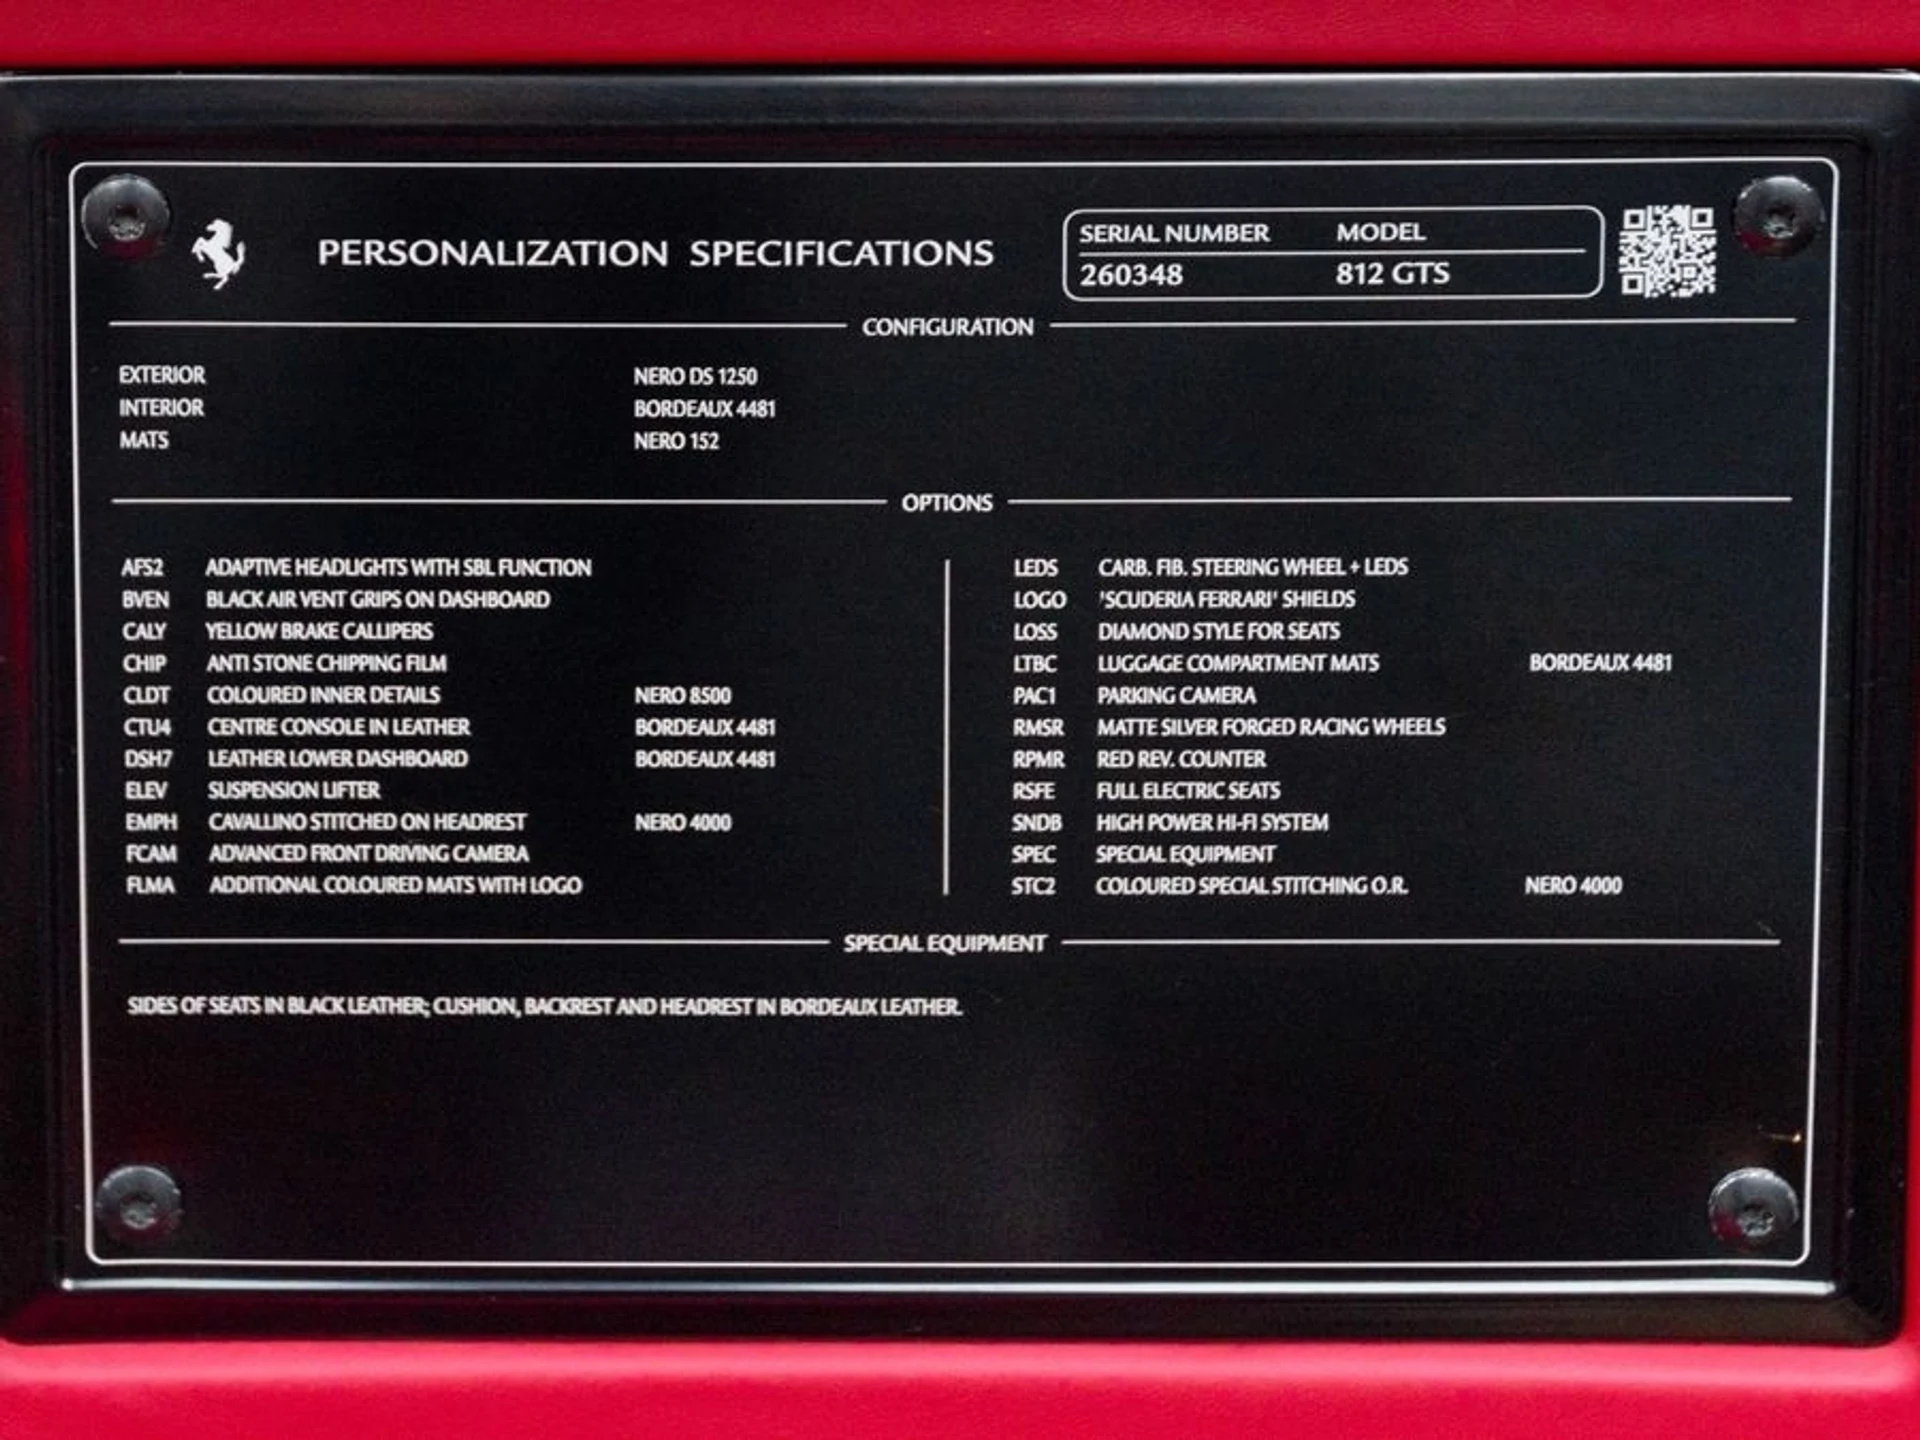 PERSONALIZATION SPECIFICATIONS
SERIAL NUMBER MODEL
260348 812 GTS
CONFIGURATION
EXTERIOR NERO DS 1250
INTERIOR BORDEAUX 4481
MATS NERO 152
OPTIONS
AFS2 ADAPTIVE HEADLIGHTS WITH SBL FUNCTION
BVEN BLACK AIR VENT GRIPS ON DASHBOARD
CALY YELLOW BRAKE CALLIPERS
CHIP ANTI STONE CHIPPING FILM
CLDT COLOURED INNER DETAILS NERO 8500
CTU4 CENTRE CONSOLE IN LEATHER BORDEAUX 4481
DSH7 LEATHER LOWER DASHBOARD BORDEAUX 4481
ELEV SUSPENSION LIFTER
EMPH CAVALLINO STITCHED ON HEADREST NERO 4000
FCAM ADVANCED FRONT DRIVING CAMERA
FLMA ADDITIONAL COLOURED MATS WITH LOGO
LEDS CARB. FIB. STEERING WHEEL + LEDS
LOGO 'SCUDERIA FERRARI' SHIELDS
LOSS DIAMOND STYLE FOR SEATS
LTBC LUGGAGE COMPARTMENT MATS BORDEAUX 4481
PAC1 PARKING CAMERA
RMSR MATTE SILVER FORGED RACING WHEELS
RPMR RED REV. COUNTER
RSFE FULL ELECTRIC SEATS
SNDB HIGH POWER HI-FI SYSTEM
SPEC SPECIAL EQUIPMENT
STC2 COLOURED SPECIAL STITCHING O.R. NERO 4000
SPECIAL EQUIPMENT
SIDES OF SEATS IN BLACK LEATHER; CUSHION, BACKREST AND HEADREST IN BORDEAUX LEATHER.